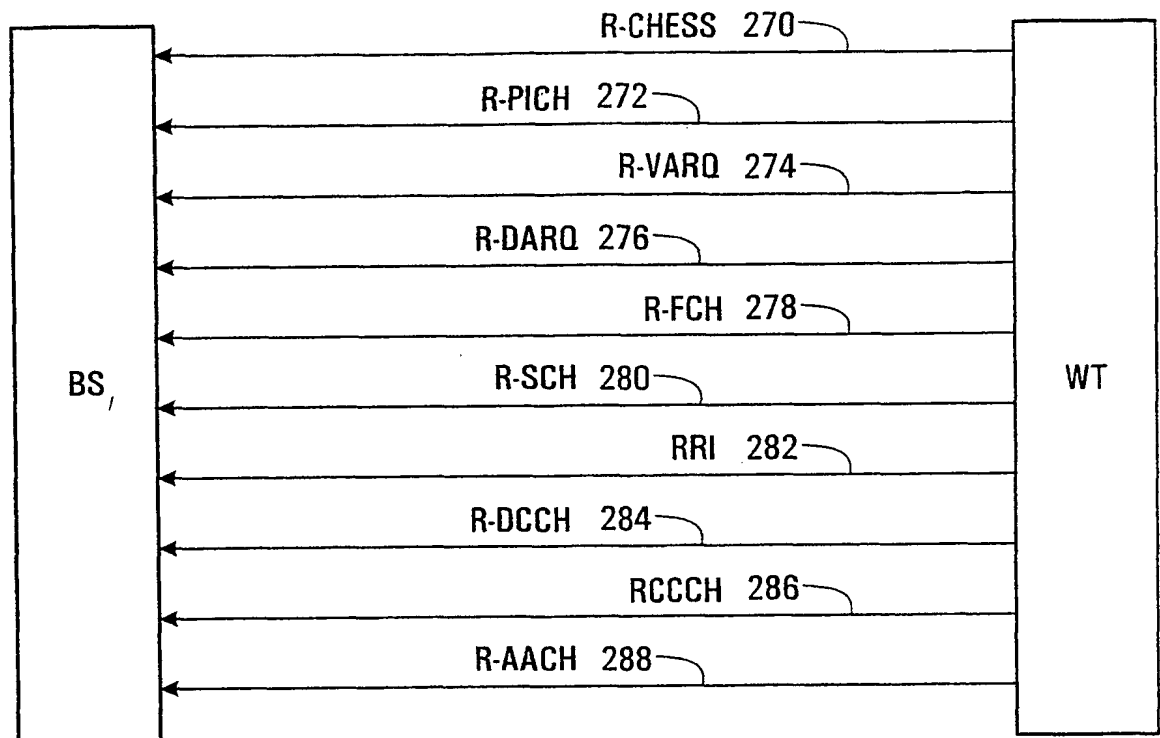 R-CHESS 270
R-PICH 272
R-VARQ 274
R-DARQ 276
R-FCH 278
BS, R-SCH 280 WT
RRI 282
R-DCCH 284
RCCCH 286
R-AACH 288